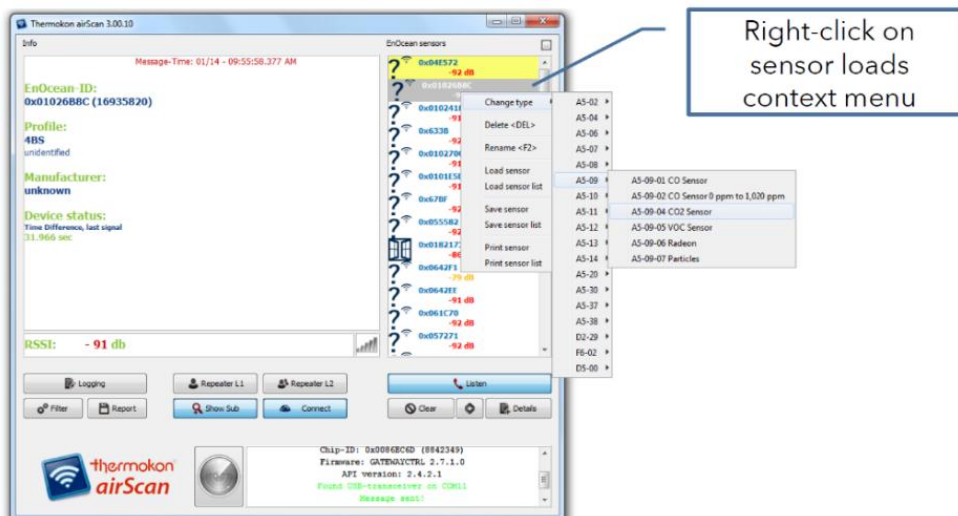 Thermokon airScan 3.00.10
Info
Message-Time: 01/14 - 09:55:58.377 AM
EnOcean-ID:
0x01026B8C (16935820)
Profile:
4BS
unidentified
Manufacturer:
unknown
Device status:
Time Difference, last signal
31.966 sec
RSSI: - 91 db
EnOcean sensors
0x04E572
-92 dB
0x01026B8C
0x010241
-91
0x6338
-92
0x0102700
-91
0x0101E5
-91
0x67BF
-92
0x055582
-92
0x018217
-86
0x0642F1
-79 dB
0x0642EE
-91 dB
0x061C70
-92 dB
0x057271
-92 dB
Change type
Delete <DEL>
Rename <F2>
Load sensor
Load sensor list
Save sensor
Save sensor list
Print sensor
Print sensor list
A5-02
A5-04
A5-06
A5-07
A5-08
A5-09
A5-10
A5-11
A5-12
A5-13
A5-14
A5-20
A5-30
A5-37
A5-38
D2-29
F6-02
D5-00
A5-09-01 CO Sensor
A5-09-02 CO Sensor 0 ppm to 1,020 ppm
A5-09-04 CO2 Sensor
A5-09-05 VOC Sensor
A5-09-06 Radeon
A5-09-07 Particles
Right-click on
sensor loads
context menu
Logging
Repeater L1
Repeater L2
Listen
Filter
Report
Show Sub
Connect
Clear
Details
thermokon
airScan
Chip-ID: 0x0086EC6D (8842349)
Firmware: GATEWAYCTRL 2.7.1.0
API version: 2.4.2.1
Found USB-transceiver on COM11
Message sent!